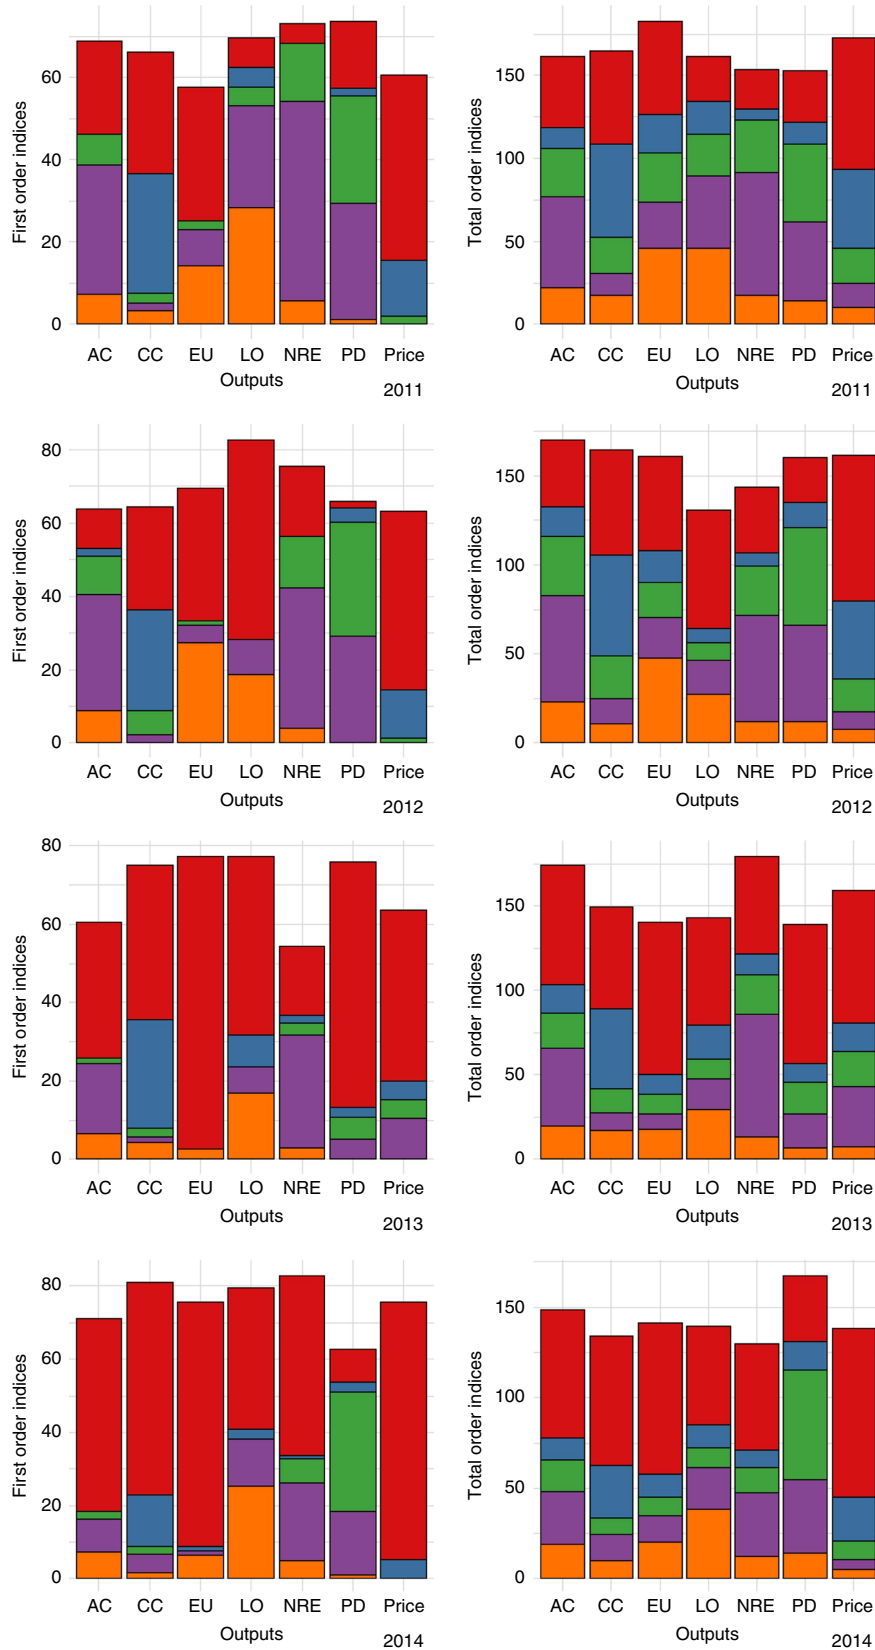 First order indices
60
40
20
0
AC CC EU LO NRE PD Price
Outputs
2011
Total order indices
150
100
50
0
AC CC EU LO NRE PD Price
Outputs
2011
First order indices
80
60
40
20
0
AC CC EU LO NRE PD Price
Outputs
2012
Total order indices
150
100
50
0
AC CC EU LO NRE PD Price
Outputs
2012
First order indices
80
60
40
20
0
AC CC EU LO NRE PD Price
Outputs
2013
Total order indices
150
100
50
0
AC CC EU LO NRE PD Price
Outputs
2013
First order indices
80
60
40
20
0
AC CC EU LO NRE PD Price
Outputs
2014
Total order indices
150
100
50
0
AC CC EU LO NRE PD Price
Outputs
2014